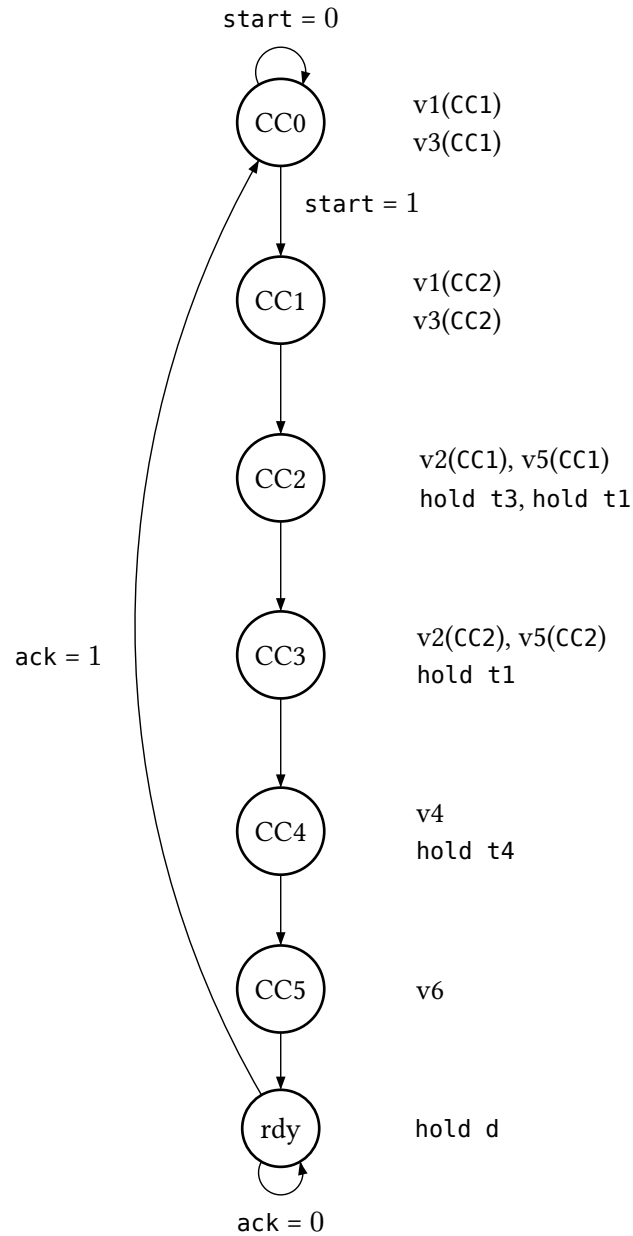 start = 0
CC0
v1(CC1)
v3(CC1)
start = 1
CC1
v1(CC2)
v3(CC2)
CC2
v2(CC1), v5(CC1)
hold t3, hold t1
CC3
v2(CC2), v5(CC2)
hold t1
ack = 1
CC4
v4
hold t4
CC5
v6
rdy
hold d
ack = 0